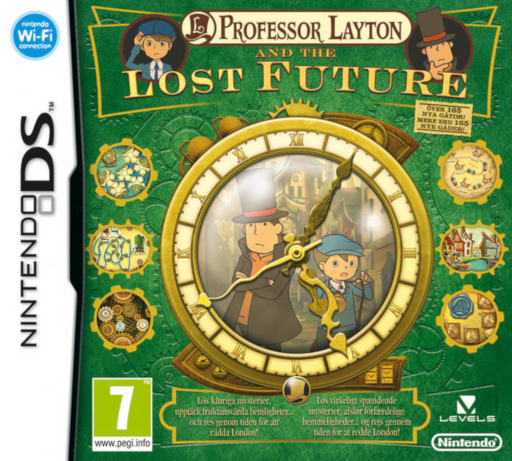 nintendo
Wi-Fi
connection
NINTENDO DS™
L
PROFESSOR LAYTON
AND THE
LOST FUTURE
ÖVER 165
NYA GÅTOR!
MERE END 165
NYE GÅDER!
Lös kluriga mysterier,
upptäck fruktansvärda hemligheter...
och res genom tiden för att
rädda London!
Løs virkeligt spændende
mysterier, afslør forfærdelige
hemmeligheder... og rejs gennem
tiden for at redde London!
7
www.pegi.info
LEVEL5
Nintendo